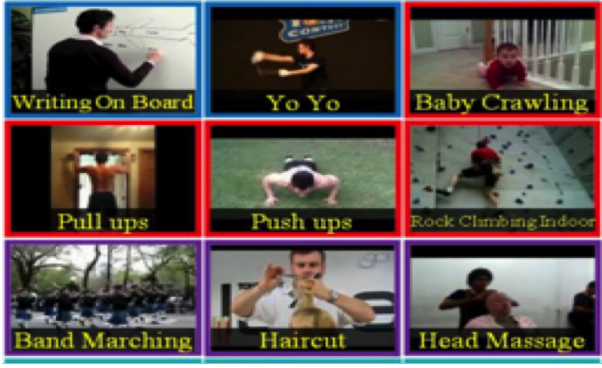 Writing On Board
CONTEST
Yo Yo
Baby Crawling
Pull ups
Push ups
Rock Climbing Indoor
Band Marching
Haircut
Head Massage